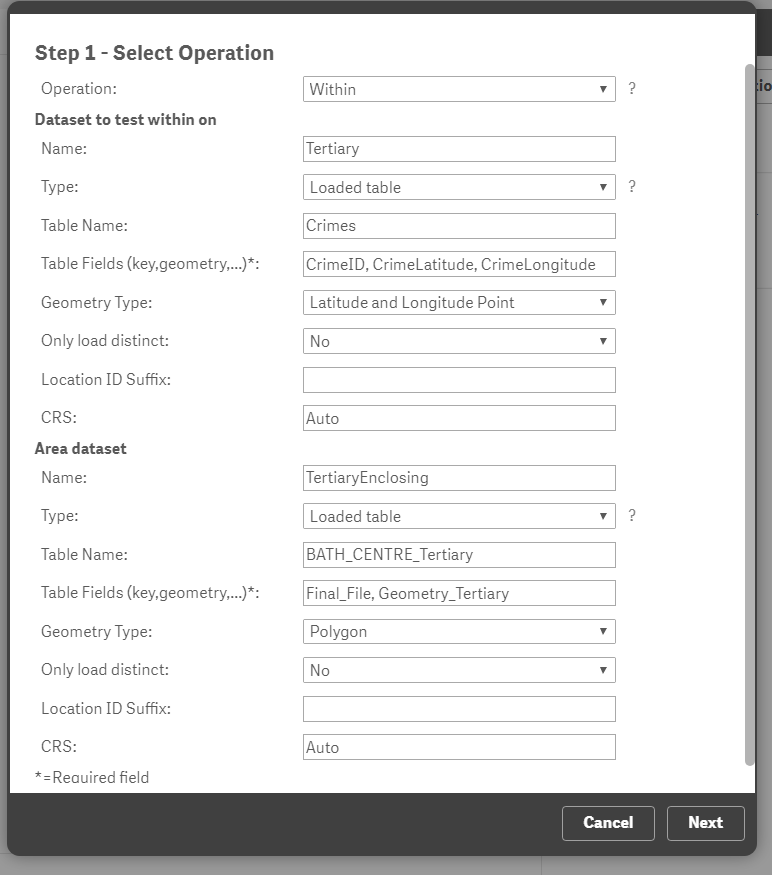 Step 1 - Select Operation
Operation: Within ▼ ?
Dataset to test within on
Name: Tertiary
Type: Loaded table ▼ ?
Table Name: Crimes
Table Fields (key,geometry,...)*: CrimeID, CrimeLatitude, CrimeLongitude
Geometry Type: Latitude and Longitude Point ▼
Only load distinct: No ▼
Location ID Suffix:
CRS: Auto
Area dataset
Name: TertiaryEnclosing
Type: Loaded table ▼ ?
Table Name: BATH_CENTRE_Tertiary
Table Fields (key,geometry,...)*: Final_File, Geometry_Tertiary
Geometry Type: Polygon ▼
Only load distinct: No ▼
Location ID Suffix:
CRS: Auto
*=Required field
Cancel Next